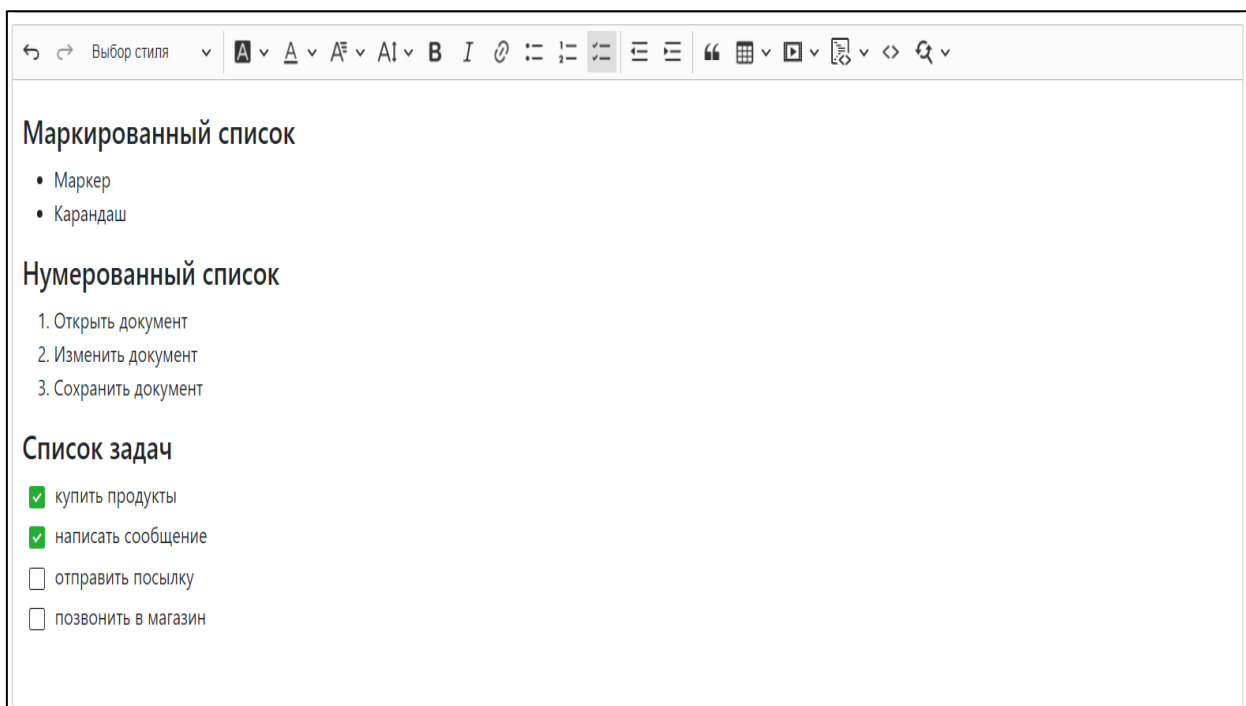 Выбор стиля
Маркированный список
• Маркер
• Карандаш
Нумерованный список
1. Открыть документ
2. Изменить документ
3. Сохранить документ
Список задач
купить продукты
написать сообщение
отправить посылку
позвонить в магазин